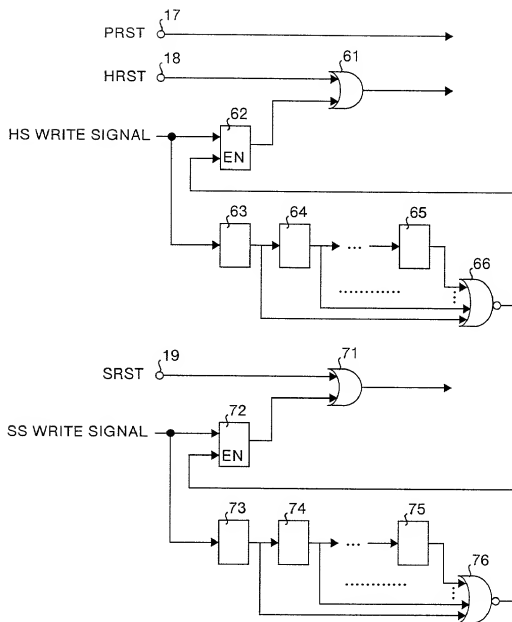 PRST 17
HRST 18
61
HS WRITE SIGNAL
62
EN
63
64
65
...
66
SRST 19
71
SS WRITE SIGNAL
72
EN
73
74
75
...
76